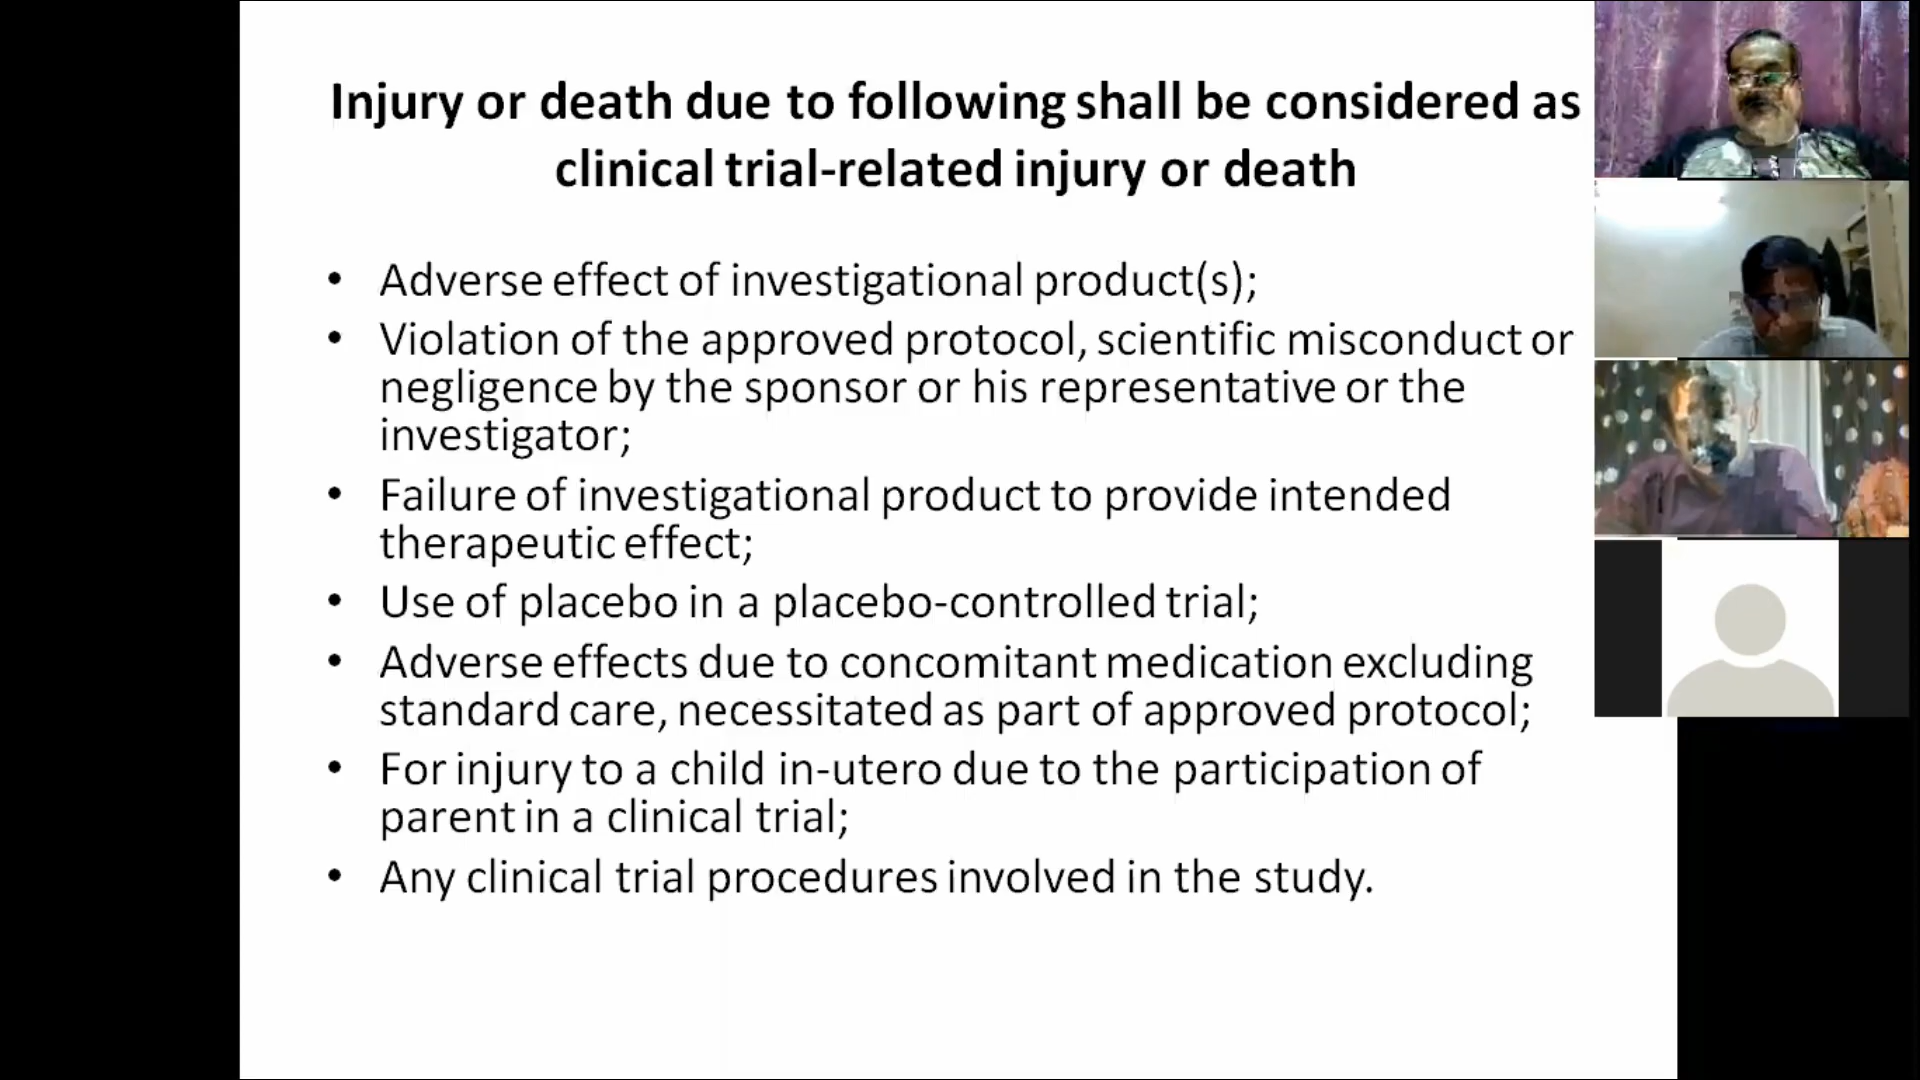 Injury or death due to following shall be considered as
clinical trial-related injury or death
• Adverse effect of investigational product(s);
• Violation of the approved protocol, scientific misconduct or
negligence by the sponsor or his representative or the
investigator;
• Failure of investigational product to provide intended
therapeutic effect;
• Use of placebo in a placebo-controlled trial;
• Adverse effects due to concomitant medication excluding
standard care, necessitated as part of approved protocol;
• For injury to a child in-utero due to the participation of
parent in a clinical trial;
• Any clinical trial procedures involved in the study.